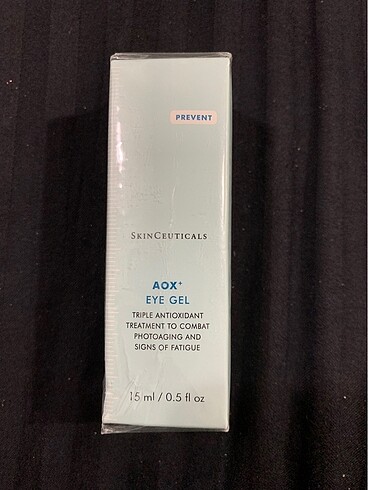 PREVENT
SKINCEUTICALS
AOX+
EYE GEL
TRIPLE ANTIOXIDANT
TREATMENT TO COMBAT
PHOTOAGING AND
SIGNS OF FATIGUE
15 ml / 0.5 fl oz